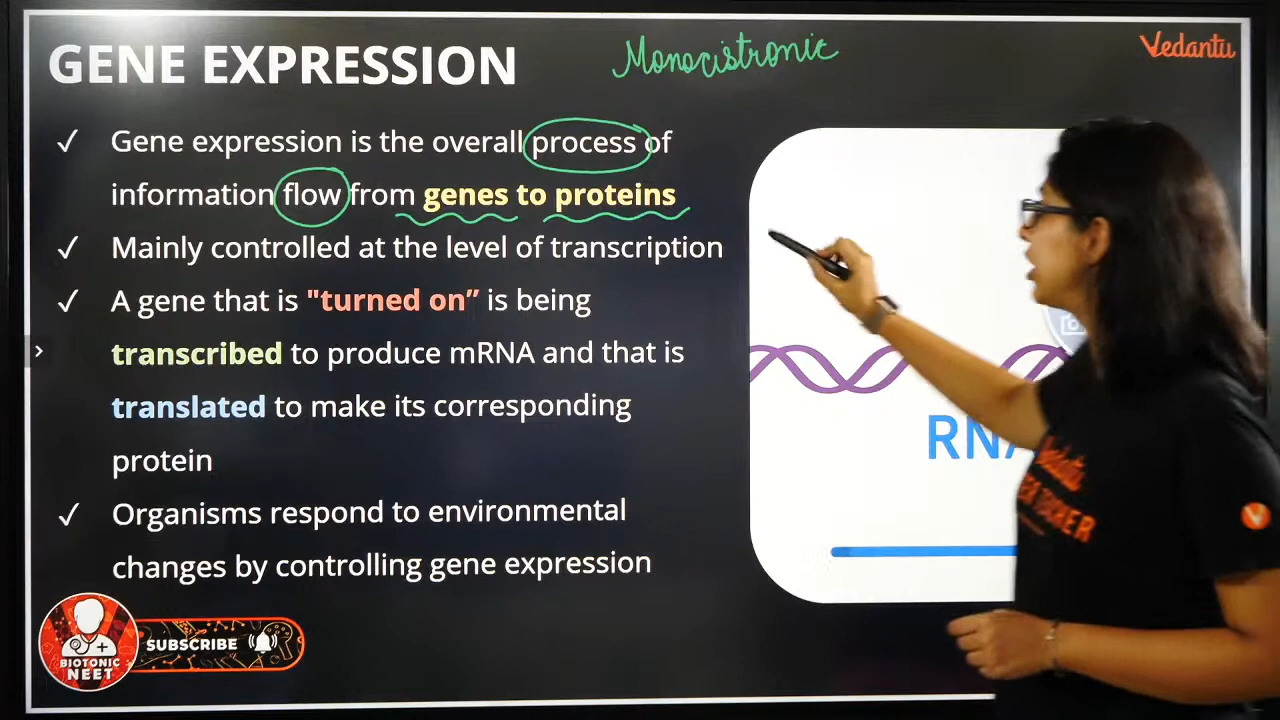 GENE EXPRESSION
Monocistronic
Vedantu
✓ Gene expression is the overall process of
information flow from genes to proteins
✓ Mainly controlled at the level of transcription
✓ A gene that is "turned on” is being
transcribed to produce mRNA and that is
translated to make its corresponding
protein
✓ Organisms respond to environmental
changes by controlling gene expression
RNA
BIOTONIC
NEET
SUBSCRIBE